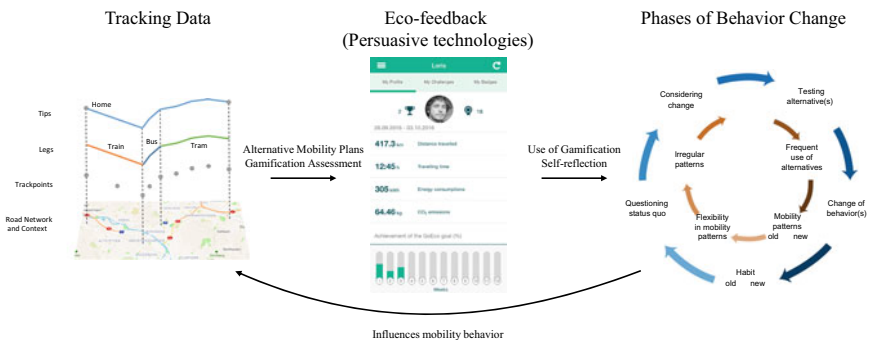 Tracking Data
Eco-feedback
(Persuasive technologies)
Phases of Behavior Change
Tips
Legs
Trackpoints
Road Network
and Context
Home
Train
Bus
Tram
Alternative Mobility Plans
Gamification Assessment
My Profile
My Challenges
My Badges
417.3
Distance travelled
12:45
Travelling time
305
Energy consumptions
64.46 kg
CO₂ emissions
Achievement of the GoEco goal (%)
Weeks
Use of Gamification
Self-reflection
Considering
change
Testing
alternative(s)
Irregular
patterns
Frequent
use of
alternatives
Questioning
status quo
Flexibility
in mobility
patterns
Mobility
patterns
old new
Change of
behavior(s)
Habit
old new
Influences mobility behavior